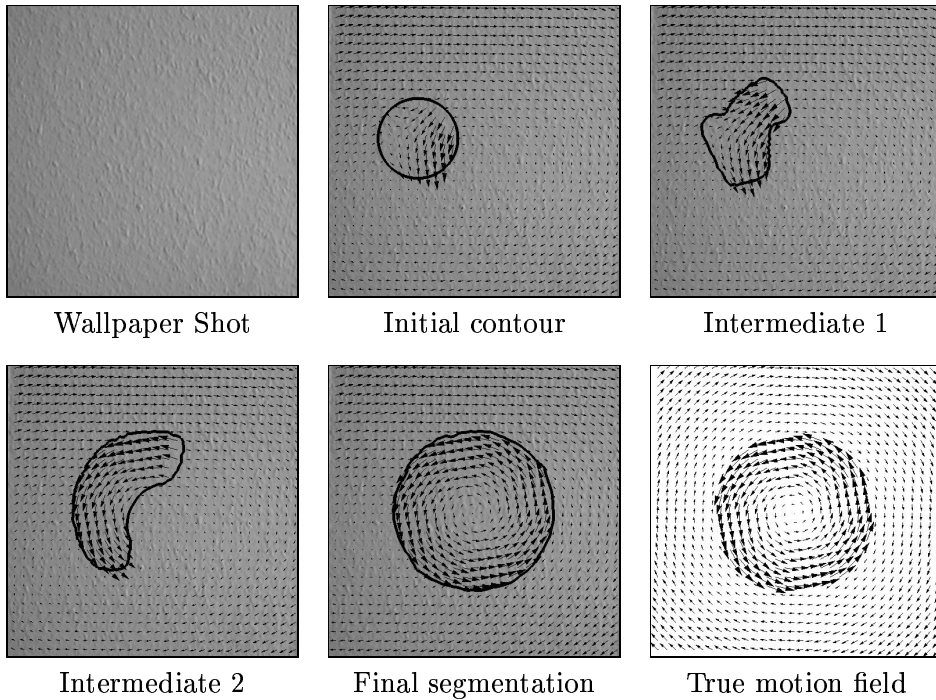 Wallpaper Shot
Initial contour
Intermediate 1
Intermediate 2
Final segmentation
True motion field